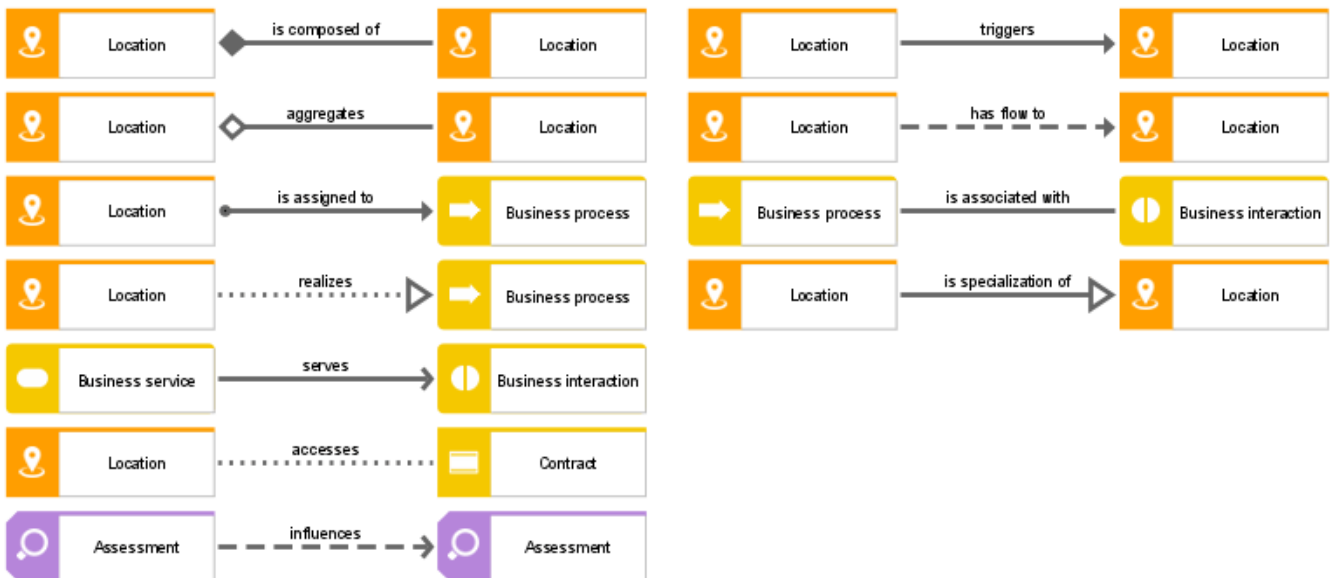 Location is composed of Location
Location aggregates Location
Location is assigned to Business process
Location realizes Business process
Business service serves Business interaction
Location accesses Contract
Assessment influences Assessment
Location triggers Location
Location has flow to Location
Business process is associated with Business interaction
Location is specialization of Location